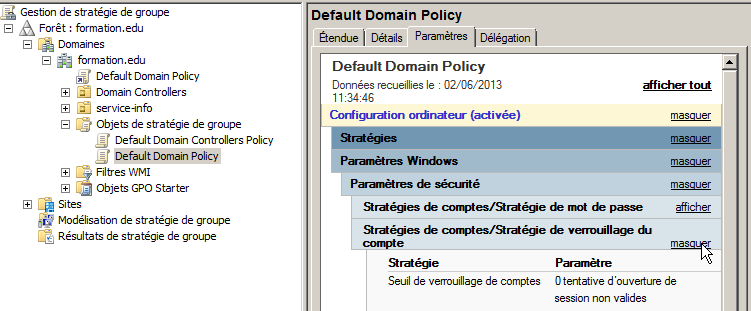 Gestion de stratégie de groupe
Forêt : formation.edu
Domaines
formation.edu
Default Domain Policy
Domain Controllers
service-info
Objets de stratégie de groupe
Default Domain Controllers Policy
Default Domain Policy
Filtres WMI
Objets GPO Starter
Sites
Modélisation de stratégie de groupe
Résultats de stratégie de groupe
Default Domain Policy
Étendue Détails Paramètres Délégation
Default Domain Policy
Données recueillies le : 02/06/2013
11:34:46
afficher tout
Configuration ordinateur (activée) masquer
Stratégies masquer
Paramètres Windows masquer
Paramètres de sécurité masquer
Stratégies de comptes/Stratégie de mot de passe afficher
Stratégies de comptes/Stratégie de verrouillage du
compte masquer
Stratégie Paramètre
Seuil de verrouillage de comptes 0 tentative d'ouverture de
session non valides